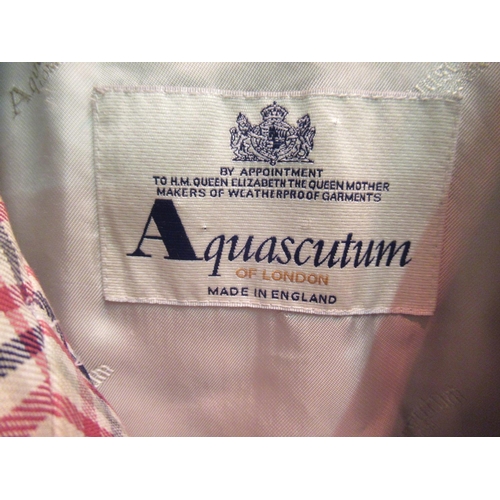 BY APPOINTMENT
TO H.M. QUEEN ELIZABETH THE QUEEN MOTHER
MAKERS OF WEATHERPROOF GARMENTS
Aquascutum
OF LONDON
MADE IN ENGLAND